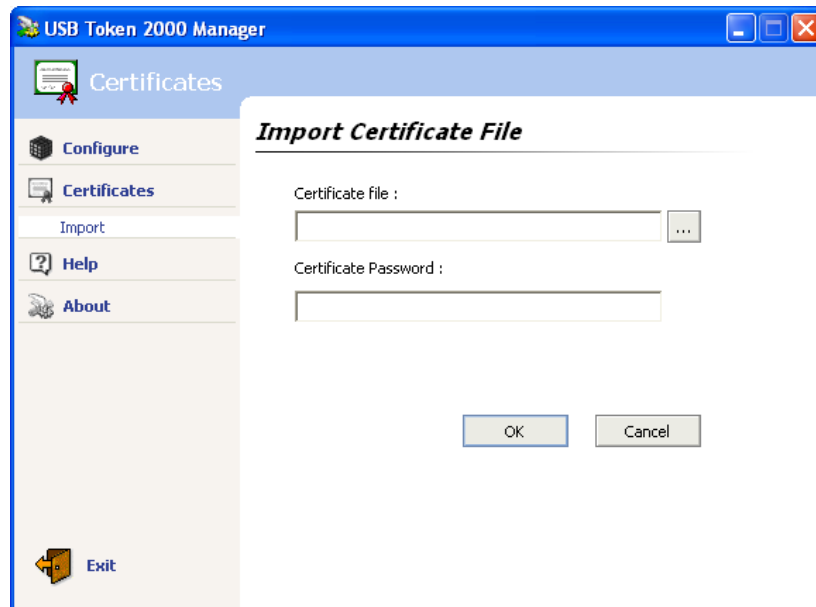 USB Token 2000 Manager
Certificates
Configure
Certificates
Import
Help
About
Exit
Import Certificate File
Certificate file :
...
Certificate Password :
OK
Cancel